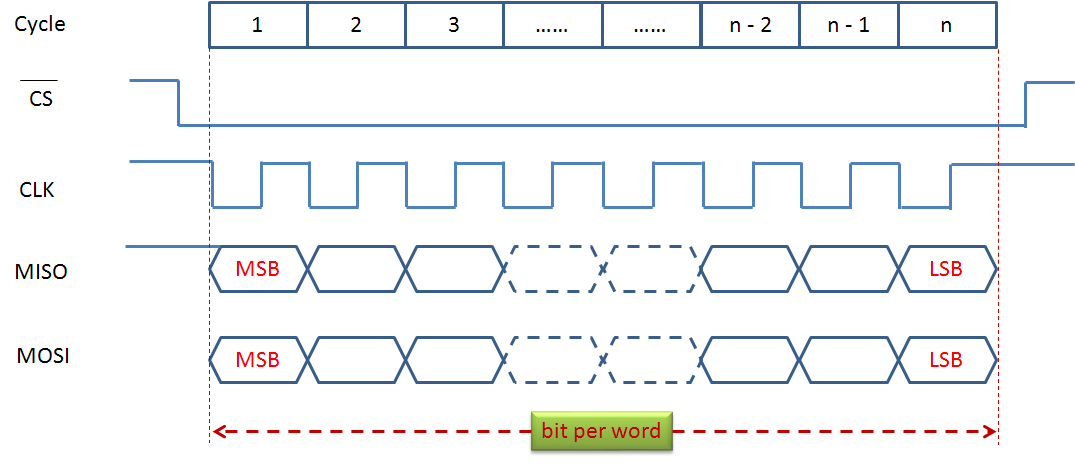 Cycle 1 2 3 ...... ...... n - 2 n - 1 n
CS
CLK
MISO MSB LSB
MOSI MSB LSB
bit per word